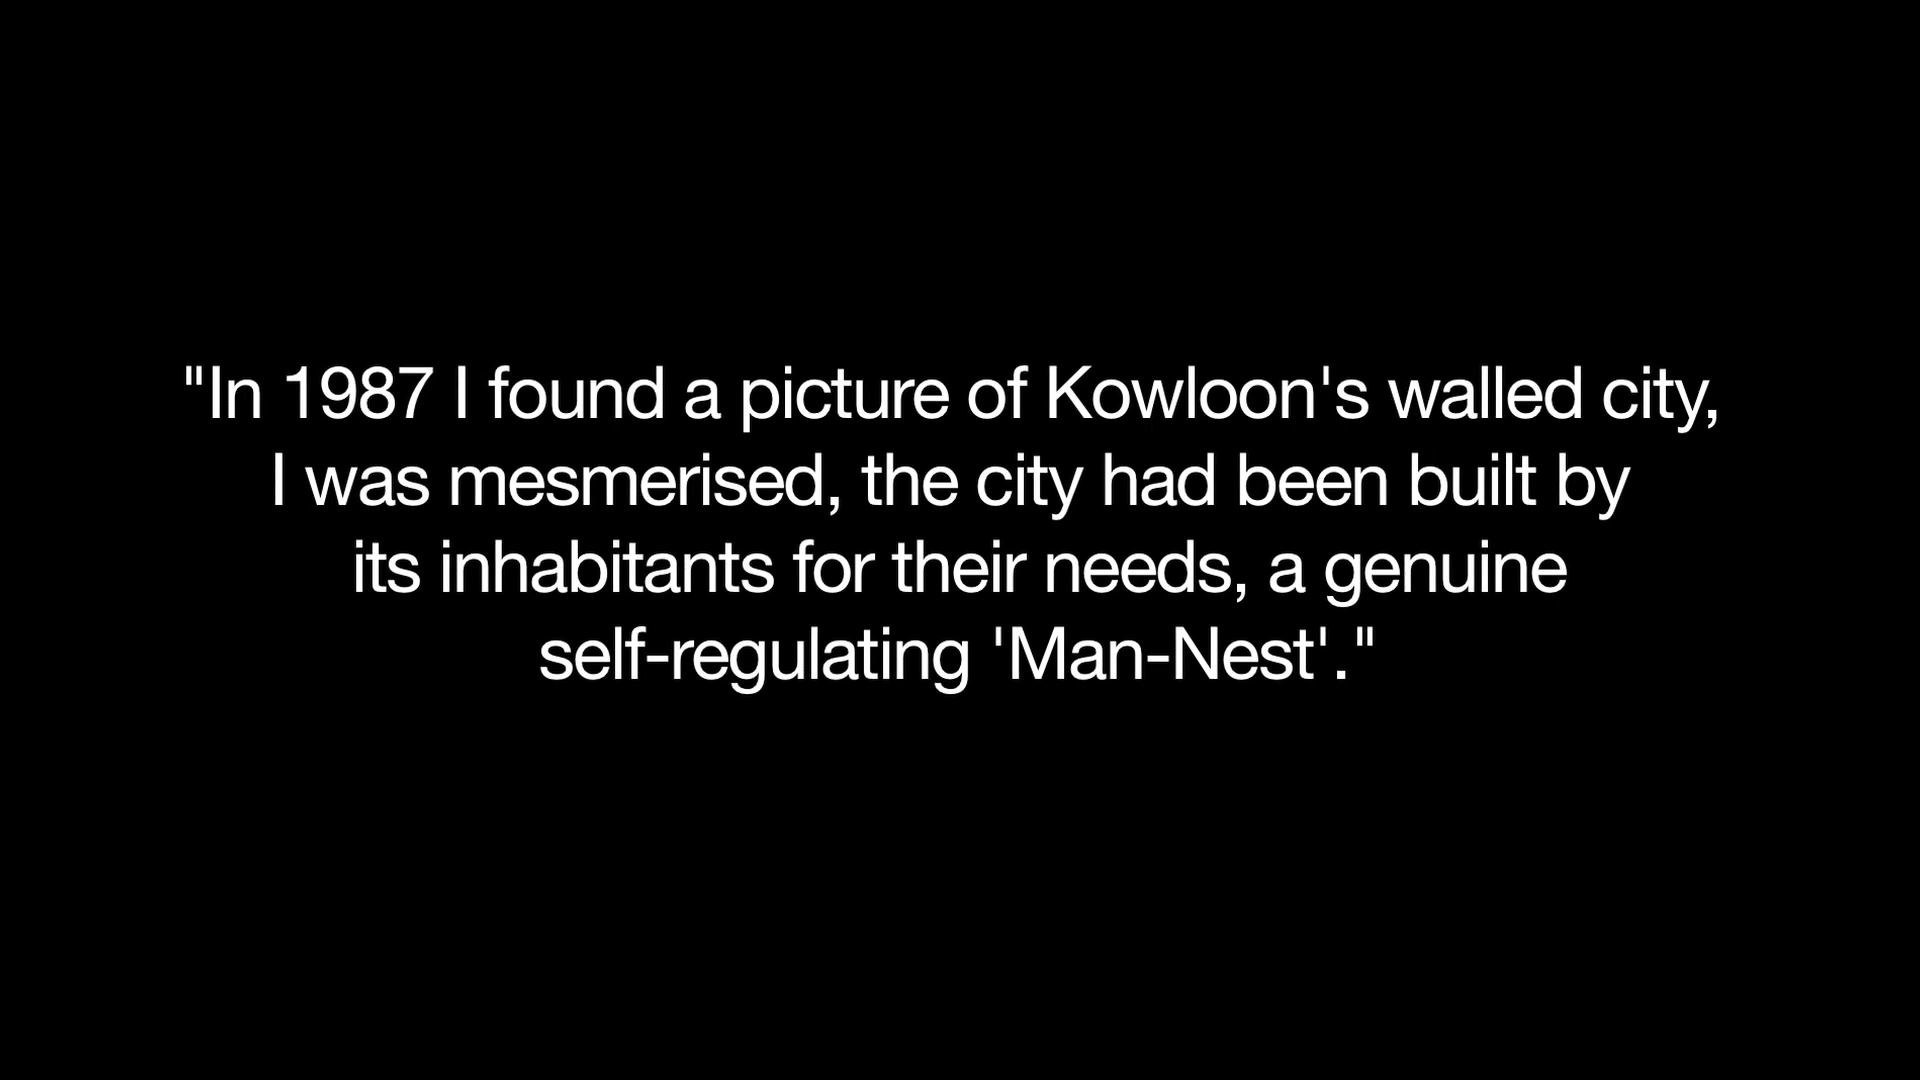 "In 1987 I found a picture of Kowloon's walled city,
I was mesmerised, the city had been built by
its inhabitants for their needs, a genuine
self-regulating 'Man-Nest'."